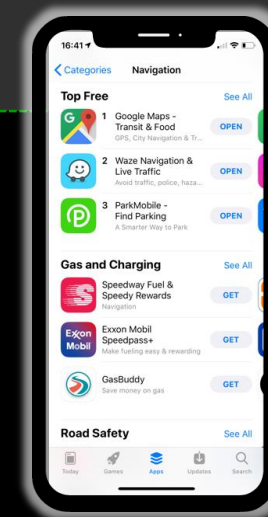 16:41
Categories Navigation
Top Free See All
G
1 Google Maps -
Transit & Food
GPS, City Navigation & Tr...
OPEN
2 Waze Navigation &
Live Traffic
Avoid traffic, police, haza...
OPEN
P
3 ParkMobile -
Find Parking
A Smarter Way to Park
OPEN
Gas and Charging See All
Speedway Fuel &
Speedy Rewards
Navigation
GET
Exxon
Mobil
Exxon Mobil
Speedpass+
Make fueling easy & rewarding
GET
GasBuddy
Save money on gas
GET
Road Safety See All
Today Games Apps Updates Search